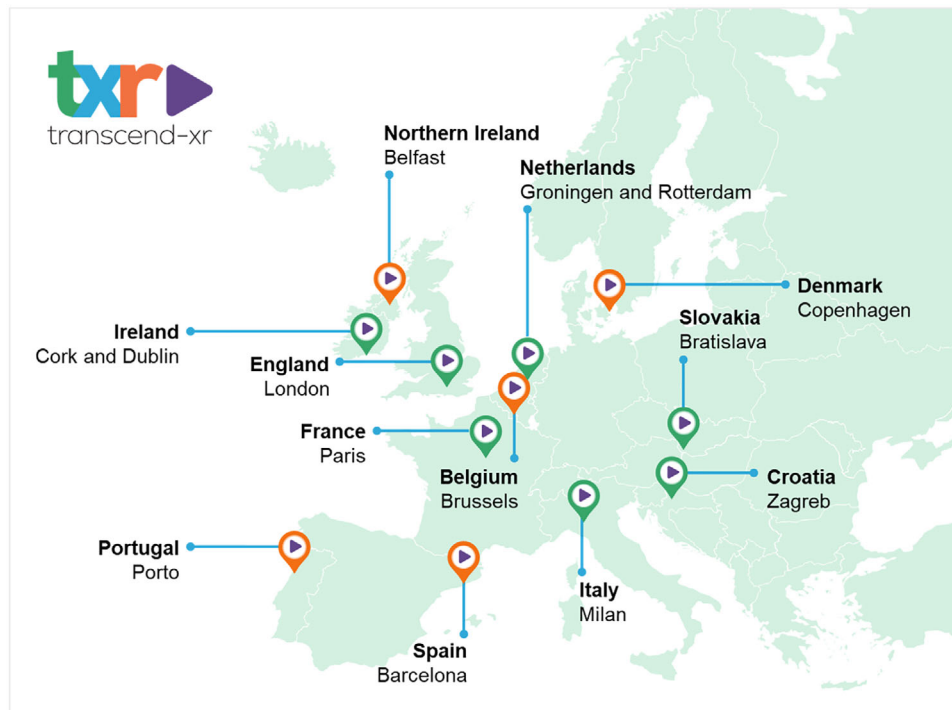 txr
transcend-xr
Northern Ireland
Belfast
Netherlands
Groningen and Rotterdam
Denmark
Copenhagen
Slovakia
Bratislava
Ireland
Cork and Dublin
England
London
France
Paris
Belgium
Brussels
Croatia
Zagreb
Portugal
Porto
Italy
Milan
Spain
Barcelona